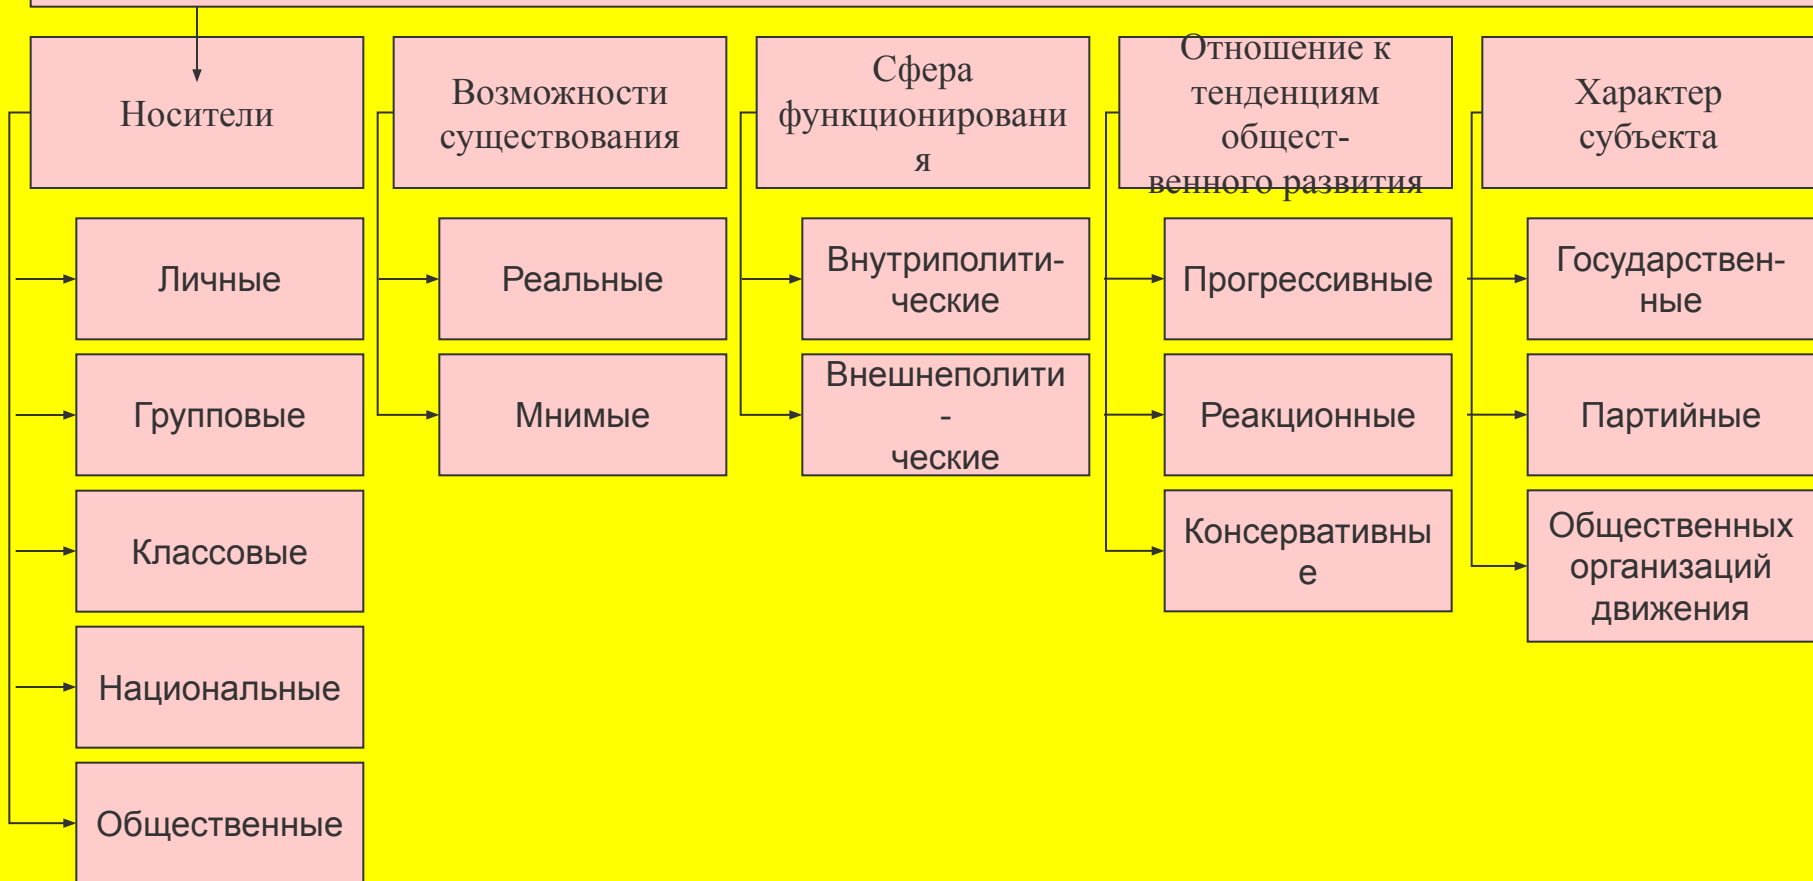 Носители
Личные
Групповые
Классовые
Национальные
Общественные
Возможности
существования
Реальные
Мнимые
Сфера
функционировани
я
Внутриполити-
ческие
Внешнеполити
-
ческие
Отношение к
тенденциям
общест-
венного развития
Прогрессивные
Реакционные
Консервативны
е
Характер
субъекта
Государствен-
ные
Партийные
Общественных
организаций
движения